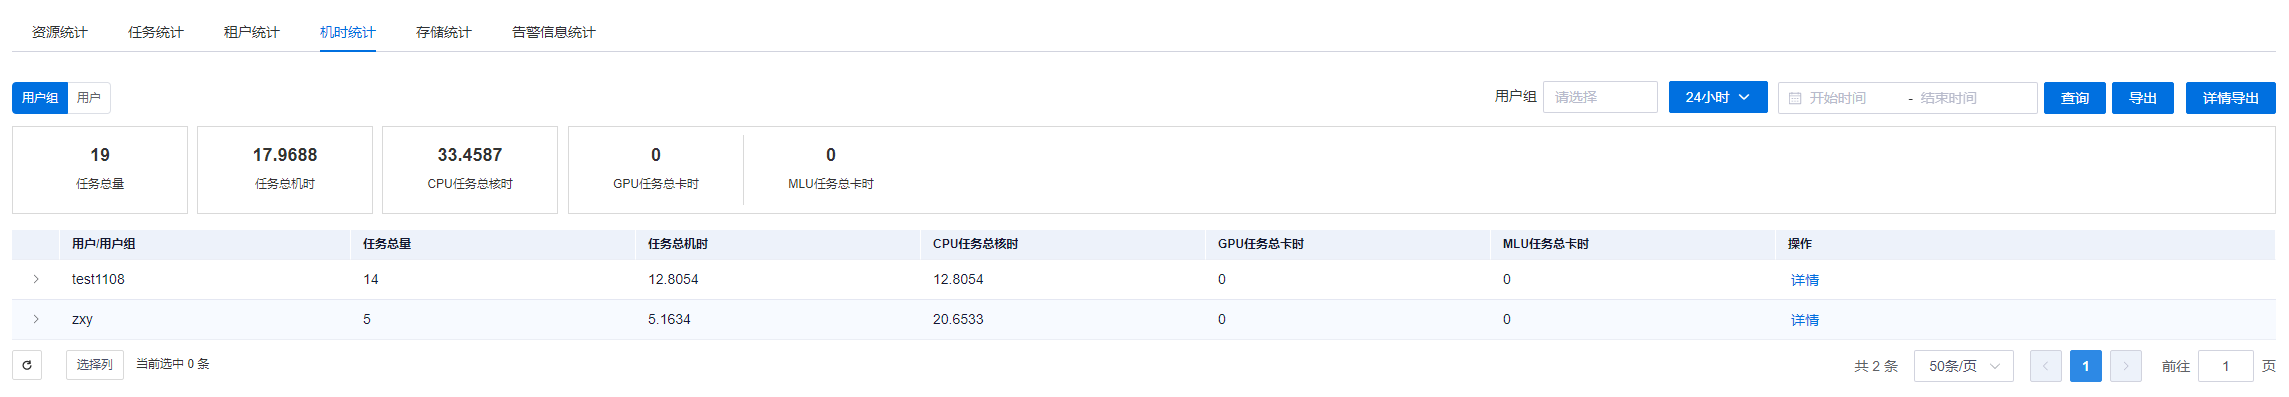 资源统计 任务统计 租户统计 机时统计 存储统计 告警信息统计
用户组 用户 用户组 请选择 24小时 开始时间 - 结束时间 查询 导出 详情导出
19 17.9688 33.4587 0 0
任务总量 任务总机时 CPU任务总核时 GPU任务总卡时 MLU任务总卡时
用户/用户组 任务总量 任务总机时 CPU任务总核时 GPU任务总卡时 MLU任务总卡时 操作
test1108 14 12.8054 12.8054 0 0 详情
zxy 5 5.1634 20.6533 0 0 详情
选择列 当前选中 0 条 共 2 条 50条/页 1 前往 1 页